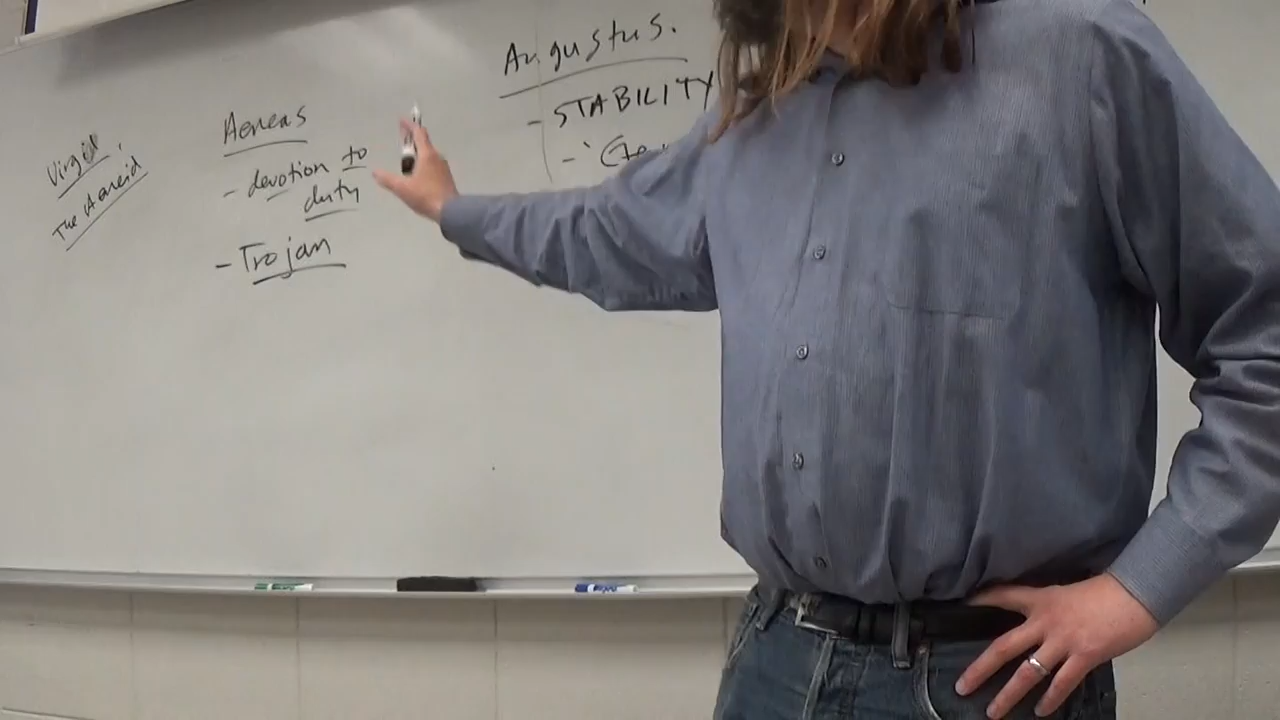 Virgil,
The Aeneid
Aeneas
- devotion to
duty
- Trojan
Augustus.
- STABILITY
-